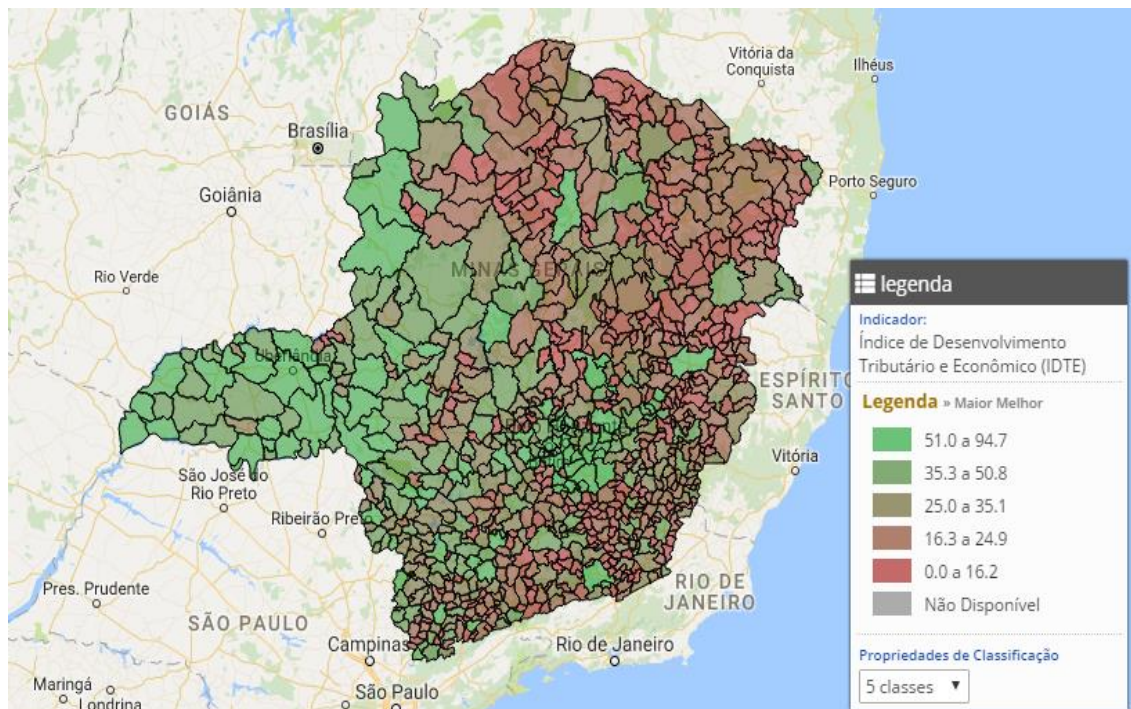 Vitória da
Conquista
Ilhéus
GOIÁS
Brasília
Goiânia
Porto Seguro
Rio Verde
MINAS GERAIS
legenda
Indicador:
Índice de Desenvolvimento
Tributário e Econômico (IDTE)
Uberlândia
ESPÍRITO
SANTO
Legenda » Maior Melhor
51.0 a 94.7
35.3 a 50.8
25.0 a 35.1
16.3 a 24.9
0.0 a 16.2
Não Disponível
Belo Horizonte
Vitória
São José do
Rio Preto
Ribeirão Preto
Pres. Prudente
RIO DE
JANEIRO
SÃO PAULO
Campinas
Rio de Janeiro
Propriedades de Classificação
5 classes
Maringá
Londrina
São Paulo